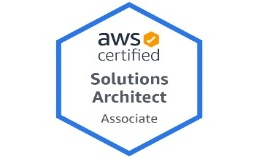 aws
certified
Solutions
Architect
Associate